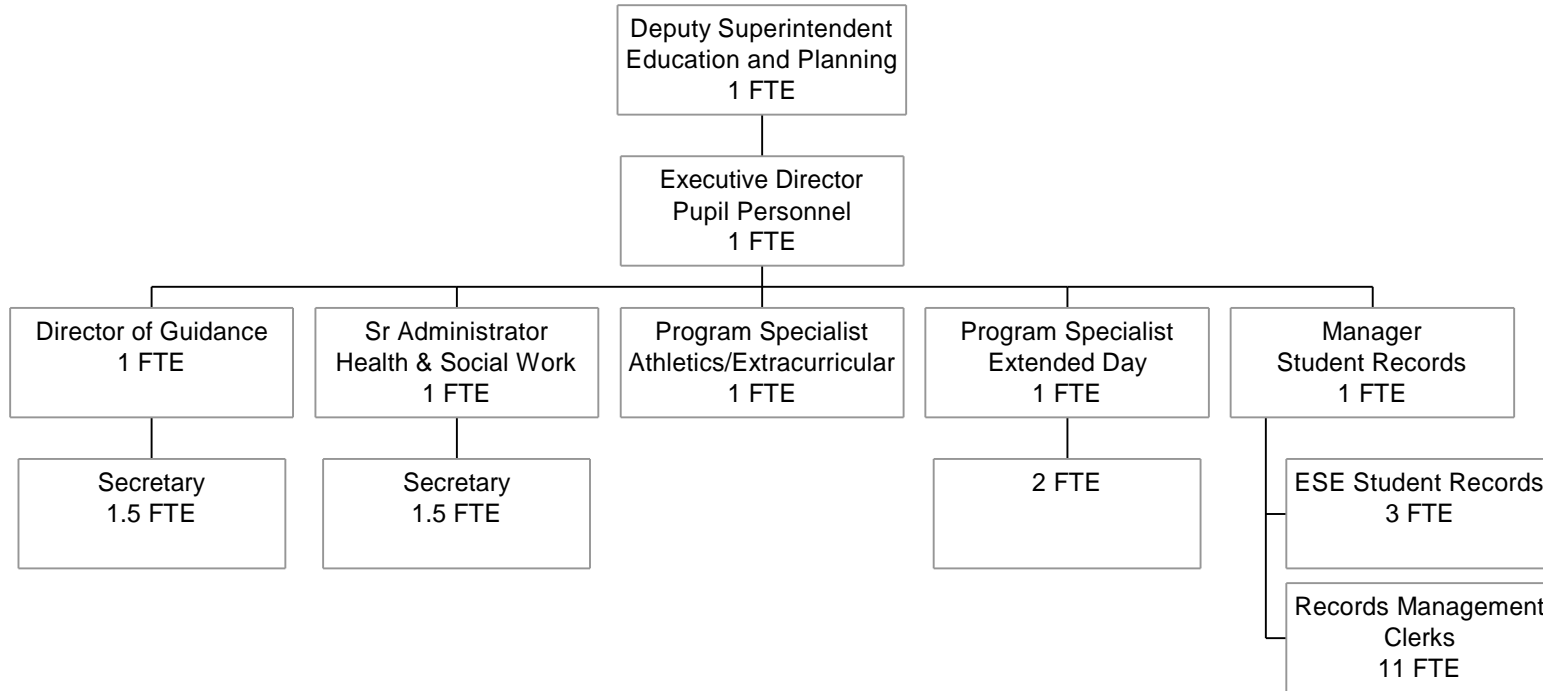 Deputy Superintendent
Education and Planning
1 FTE
Executive Director
Pupil Personnel
1 FTE
Director of Guidance
1 FTE
Sr Administrator
Health & Social Work
1 FTE
Program Specialist
Athletics/Extracurricular
1 FTE
Program Specialist
Extended Day
1 FTE
Manager
Student Records
1 FTE
Secretary
1.5 FTE
Secretary
1.5 FTE
2 FTE
ESE Student Records
3 FTE
Records Management
Clerks
11 FTE